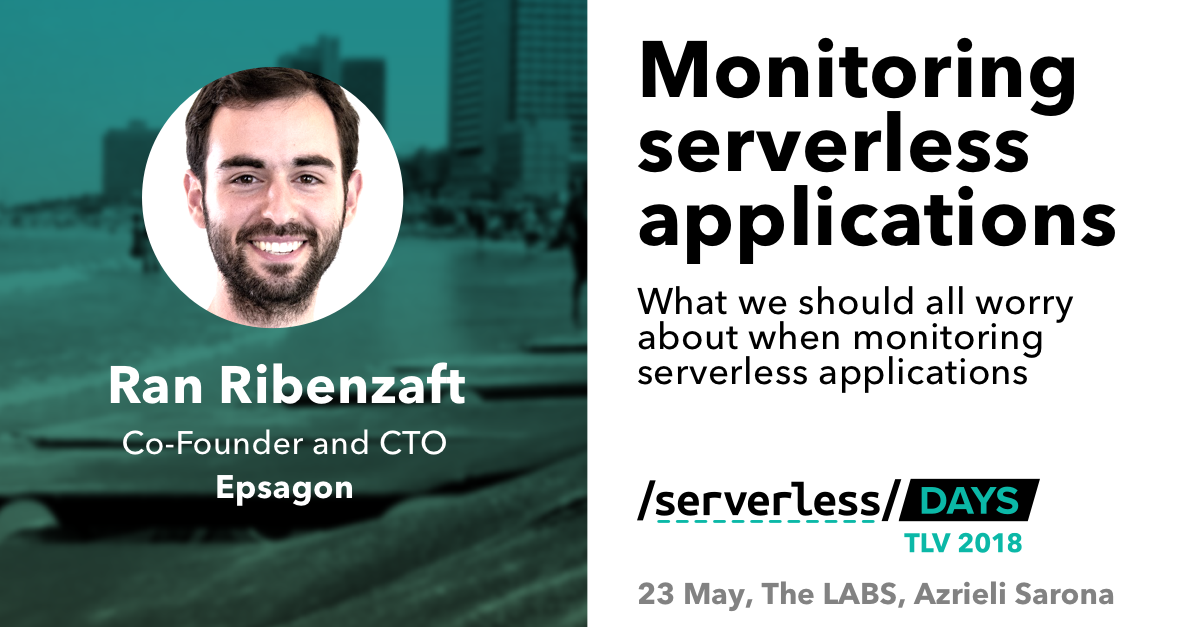 Ran Ribenzaft
Co-Founder and CTO
Epsagon
Monitoring
serverless
applications
What we should all worry
about when monitoring
serverless applications
/serverless/ DAYS
TLV 2018
23 May, The LABS, Azrieli Sarona